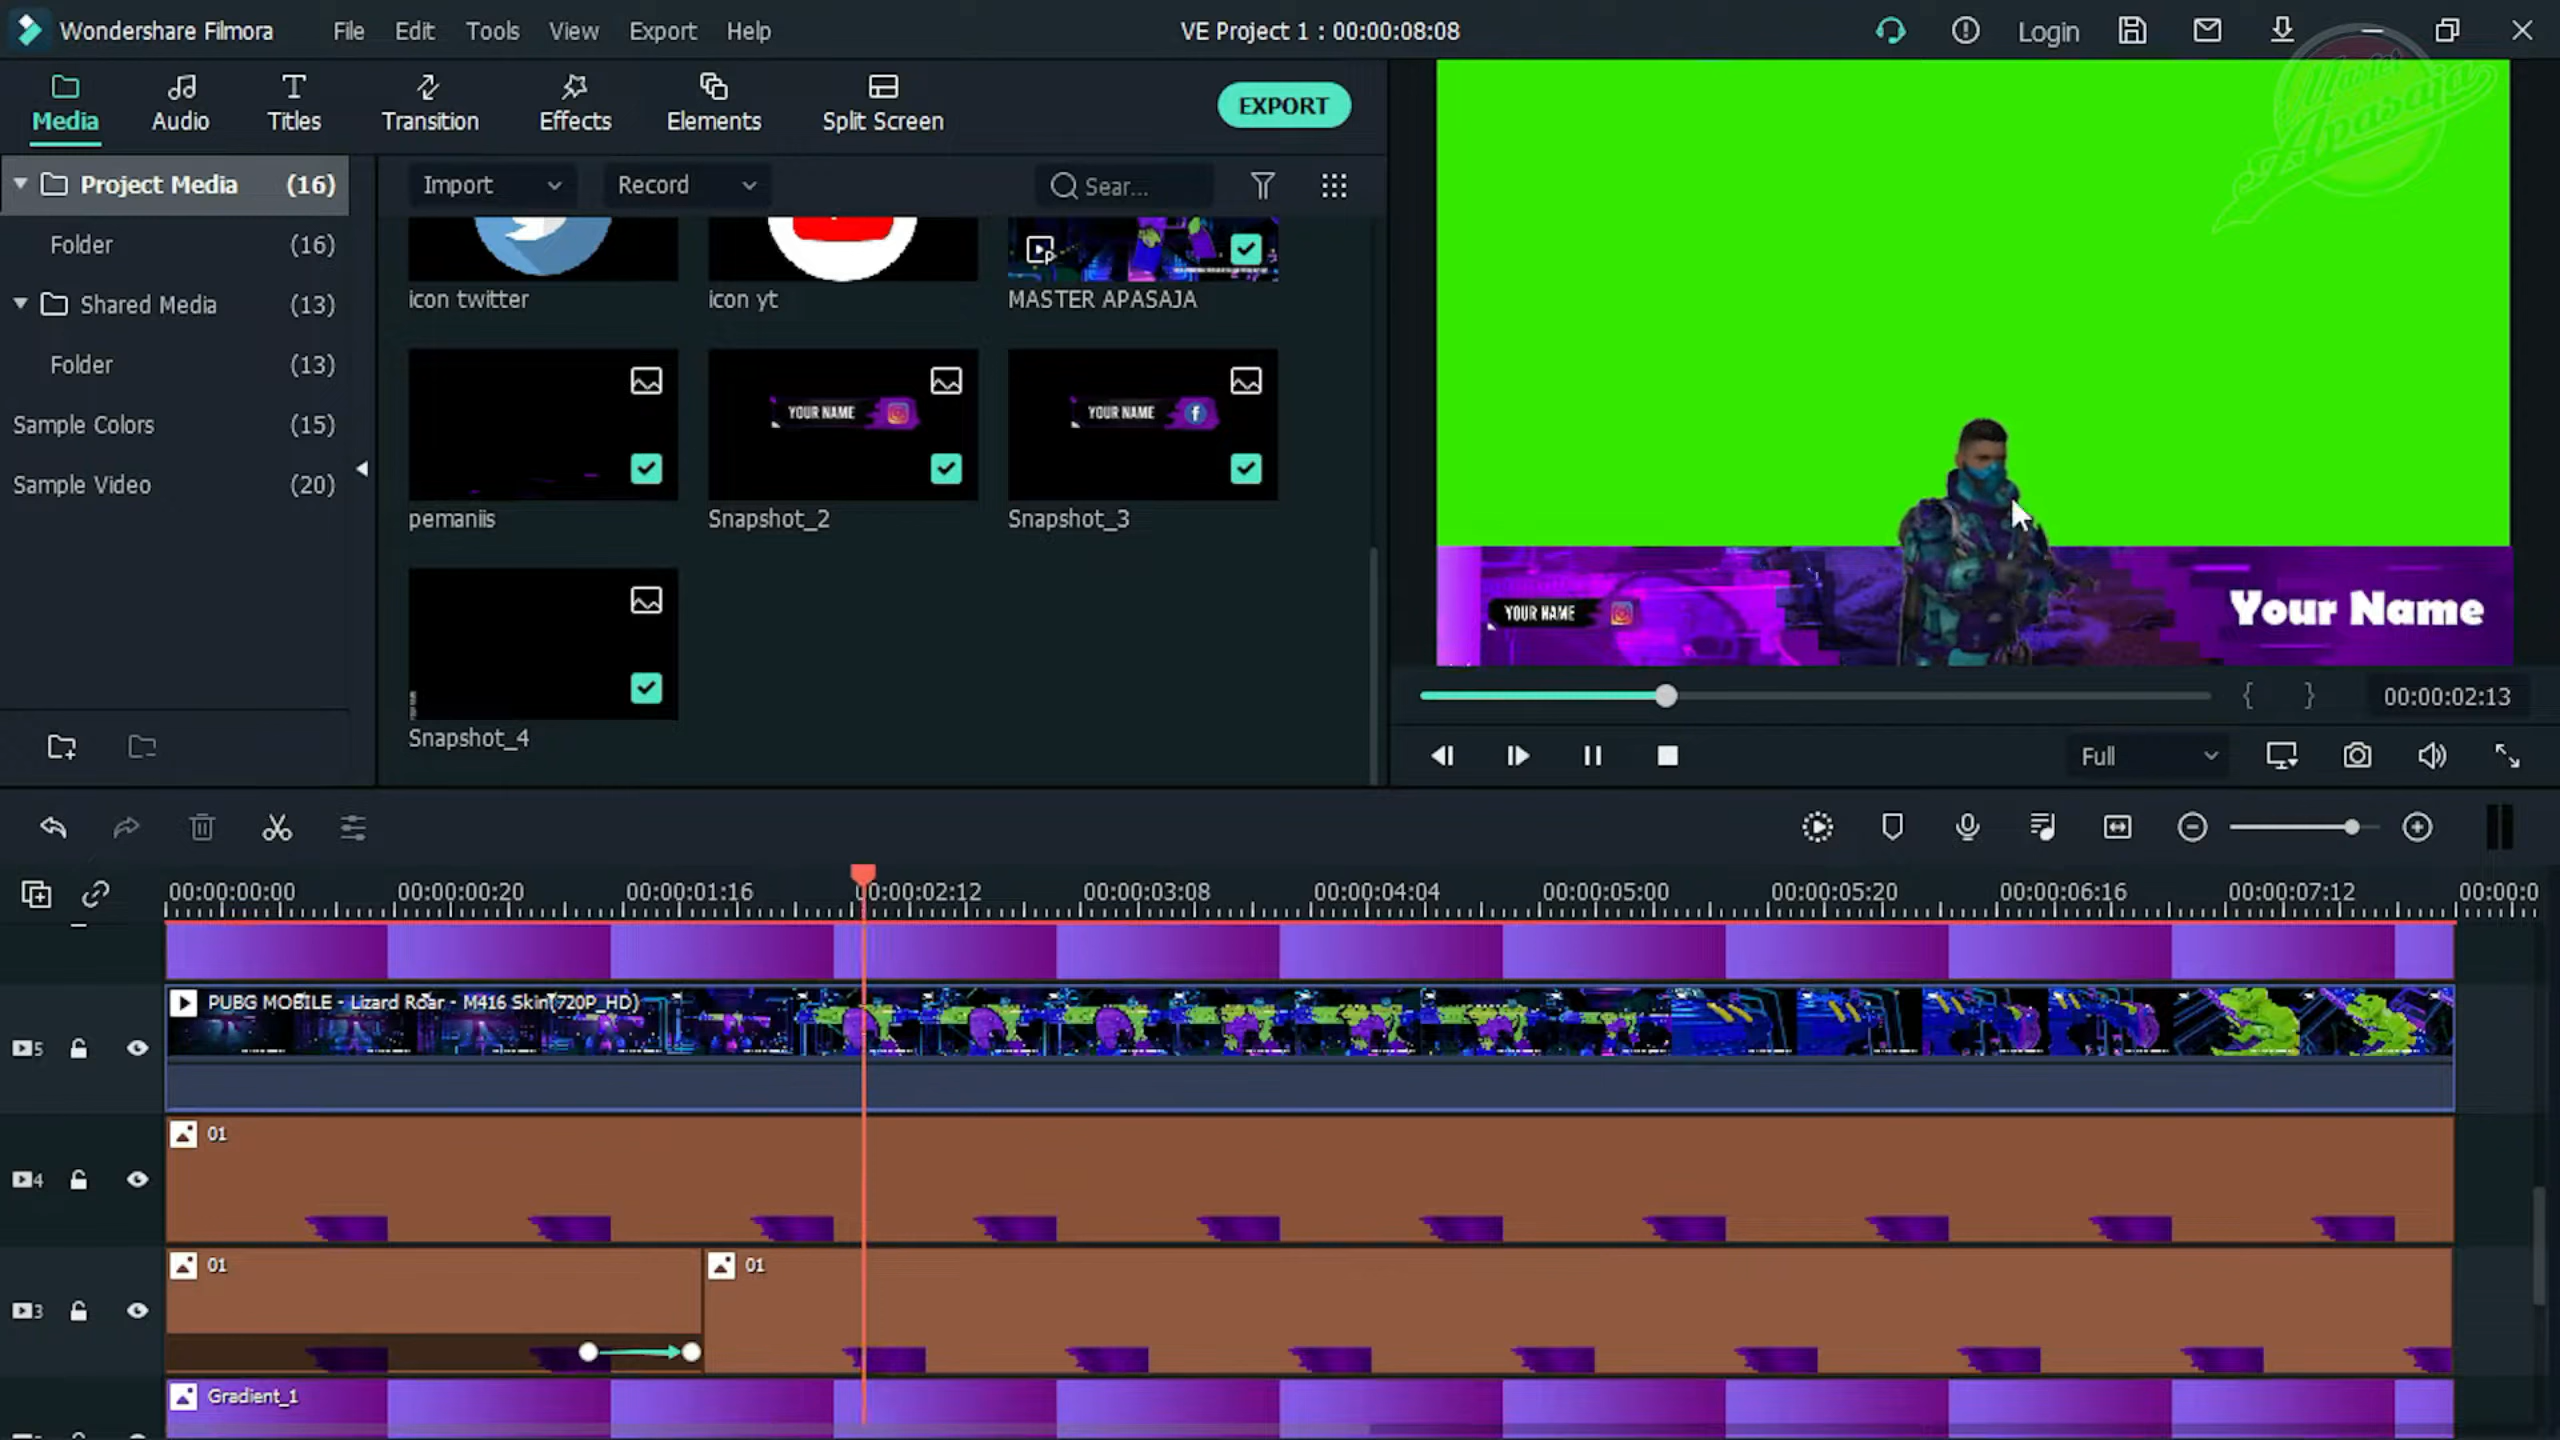 Wondershare Filmora File Edit Tools View Export Help
VE Project 1 : 00:00:08:08
Login
Media Audio Titles Transition Effects Elements Split Screen
EXPORT
Master
Apasaja
Project Media (16)
Folder (16)
Shared Media (13)
Folder (13)
Sample Colors (15)
Sample Video (20)
Import Record Sear...
icon twitter icon yt MASTER APASAJA
YOUR NAME
YOUR NAME
pemaniis Snapshot_2 Snapshot_3
Snapshot_4
YOUR NAME
Your Name
{ } 00:00:02:13
Full
00:00:00:00 00:00:00:20 00:00:01:16 00:00:02:12 00:00:03:08 00:00:04:04 00:00:05:00 00:00:05:20 00:00:06:16 00:00:07:12 00:00:0
PUBG MOBILE - Lizard Roar - M416 Skin(720P_HD)
5
01
4
01 01
3
Gradient_1